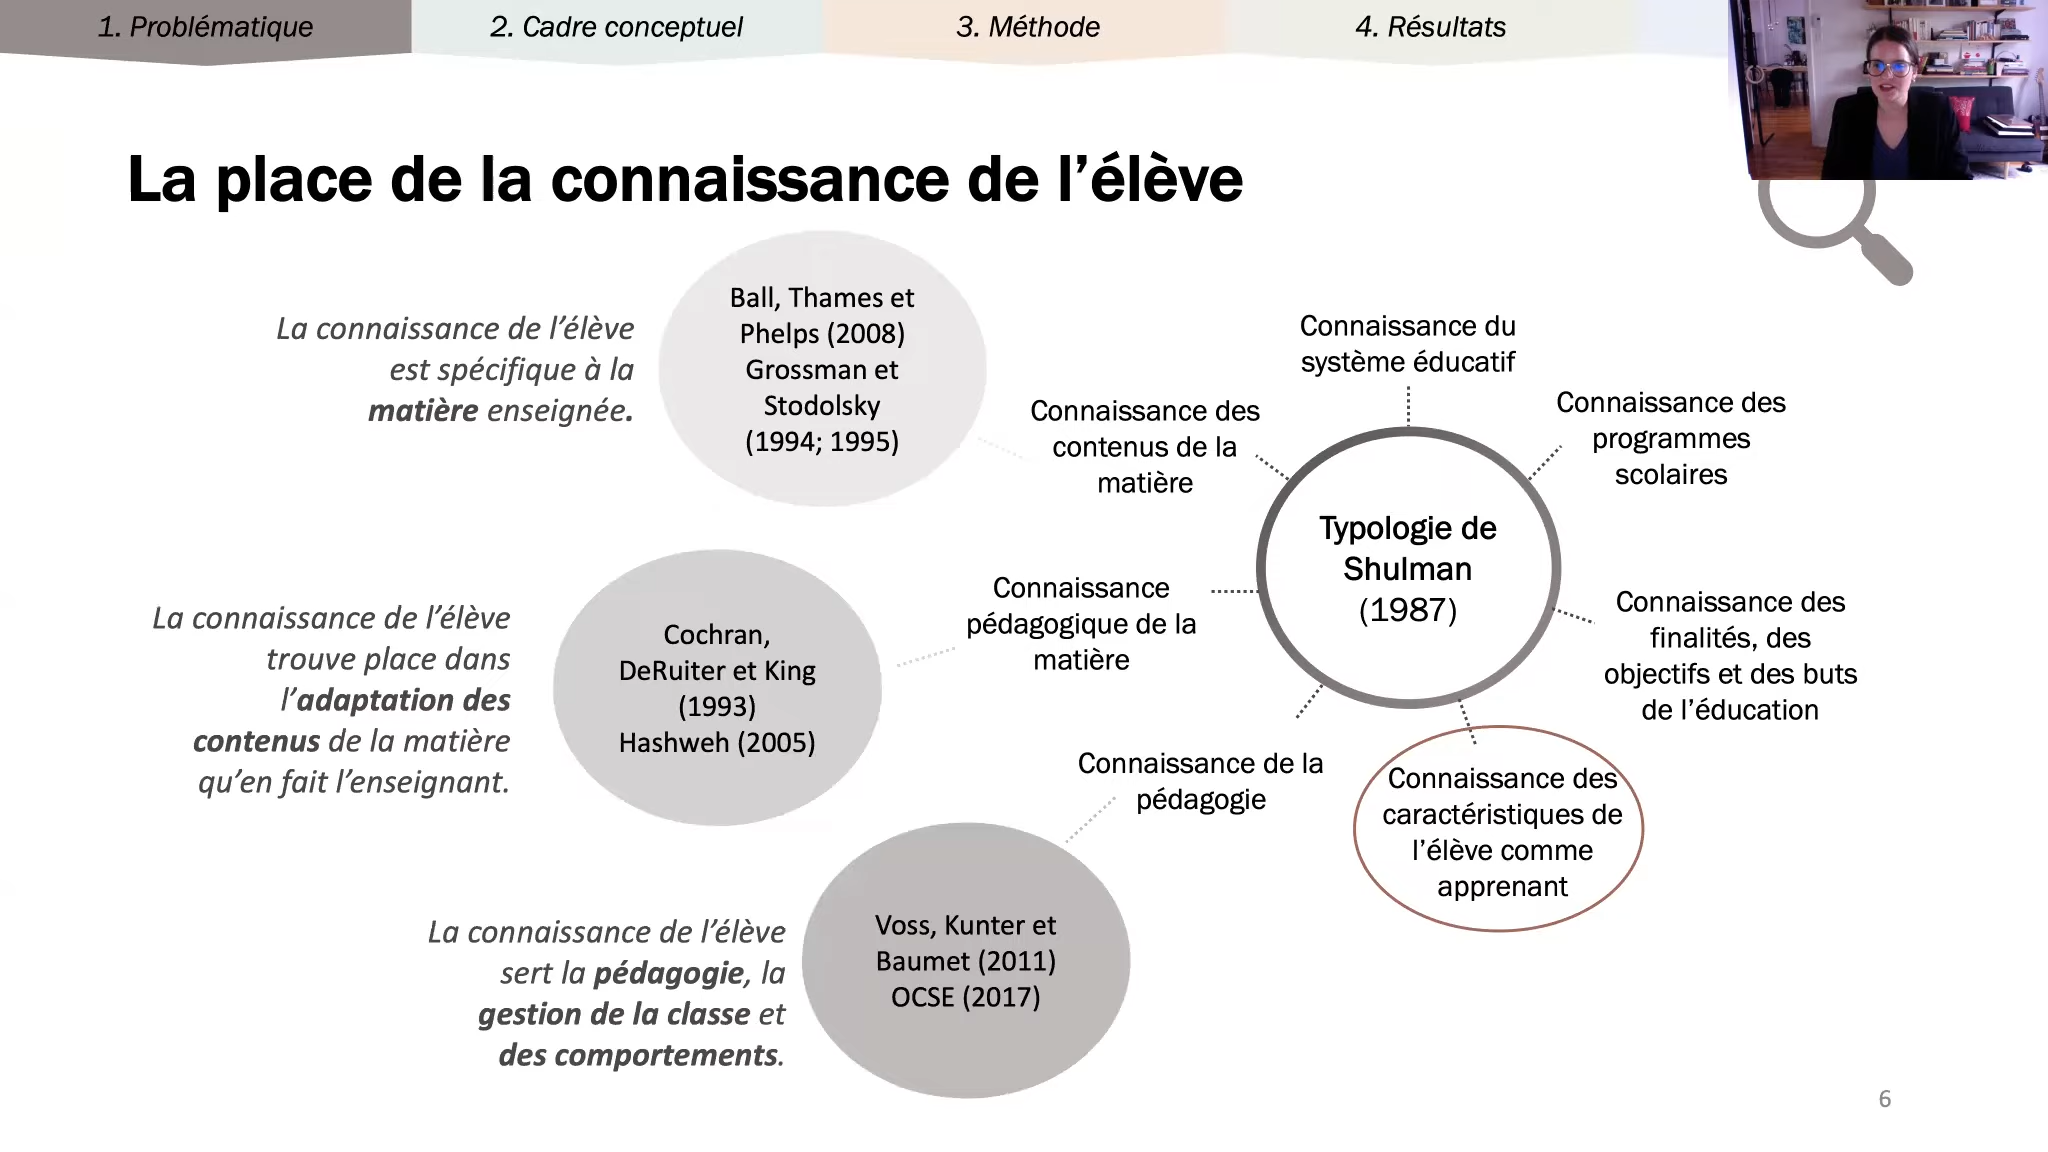 1. Problématique
2. Cadre conceptuel
3. Méthode
4. Résultats
La place de la connaissance de l’élève
La connaissance de l’élève
est spécifique à la
matière enseignée.
Ball, Thames et
Phelps (2008)
Grossman et
Stodolsky
(1994; 1995)
La connaissance de l’élève
trouve place dans
l’adaptation des
contenus de la matière
qu’en fait l’enseignant.
Cochran,
DeRuiter et King
(1993)
Hashweh (2005)
La connaissance de l’élève
sert la pédagogie, la
gestion de la classe et
des comportements.
Voss, Kunter et
Baumet (2011)
OCSE (2017)
Typologie de
Shulman
(1987)
Connaissance du
système éducatif
Connaissance des
programmes
scolaires
Connaissance des
finalités, des
objectifs et des buts
de l’éducation
Connaissance des
caractéristiques de
l’élève comme
apprenant
Connaissance de la
pédagogie
Connaissance
pédagogique de la
matière
Connaissance des
contenus de la
matière
6